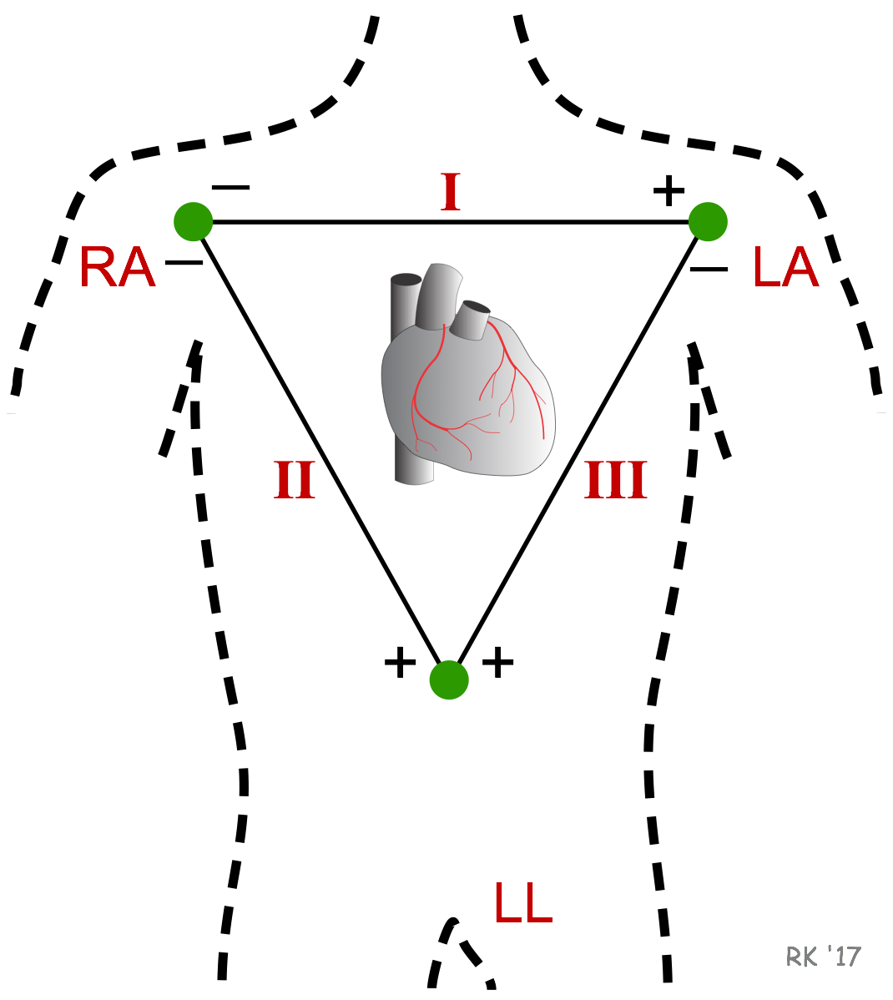 – I +
RA – – LA
II III
+ +
LL
RK '17